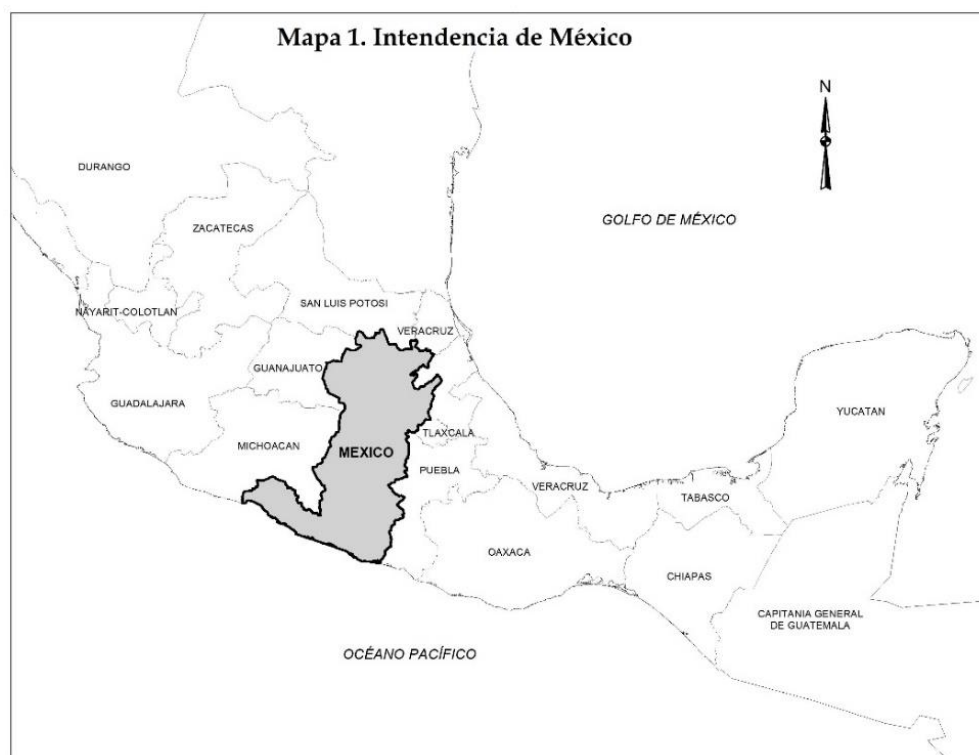 Mapa 1. Intendencia de México
N
DURANGO
ZACATECAS
GOLFO DE MÉXICO
SAN LUIS POTOSI
NAYARIT-COLOTLAN
VERACRUZ
GUANAJUATO
GUADALAJARA
YUCATAN
TLAXCALA
MICHOACAN
MEXICO
PUEBLA
VERACRUZ
TABASCO
OAXACA
CHIAPAS
CAPITANIA GENERAL
DE GUATEMALA
OCÉANO PACÍFICO